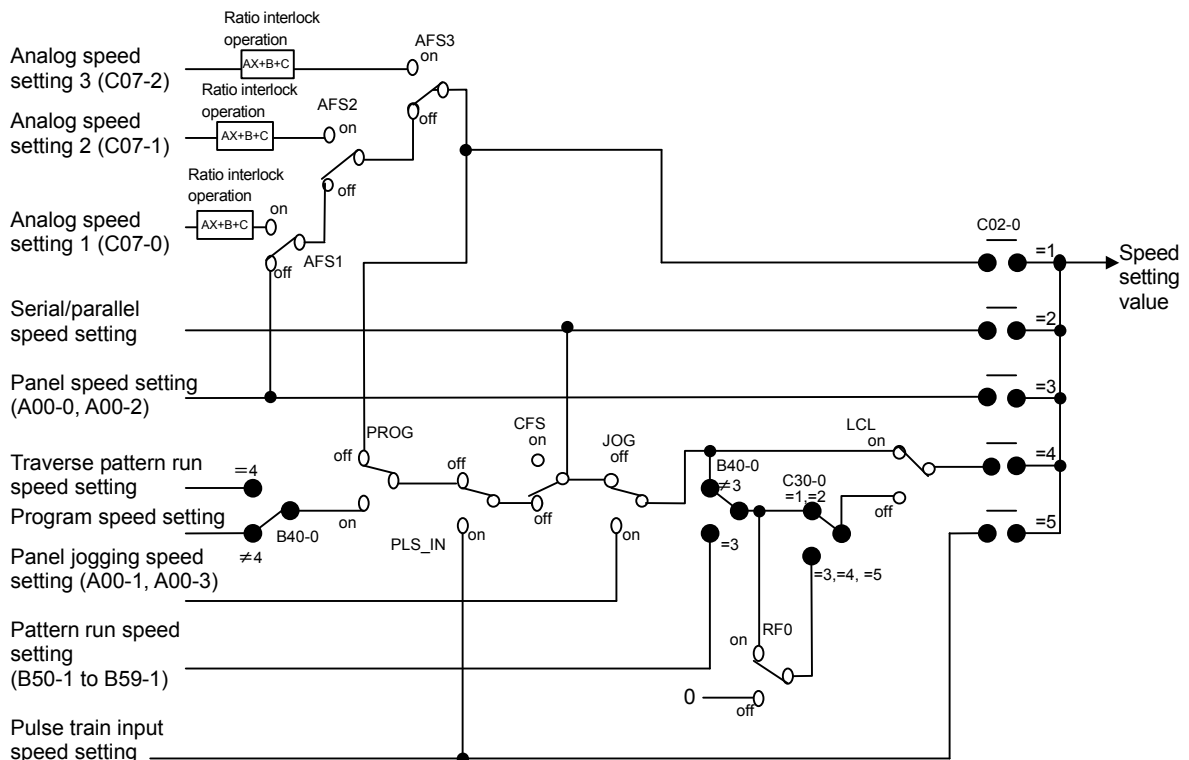 Ratio interlock
operation
AFS3
on
Analog speed
setting 3 (C07-2)
AX+B+C
off
Ratio interlock
operation
AFS2
on
Analog speed
setting 2 (C07-1)
AX+B+C
off
Ratio interlock
operation
on
Analog speed
setting 1 (C07-0)
AX+B+C
off
AFS1
C02-0
=1
Speed
setting
value
Serial/parallel
speed setting
=2
Panel speed setting
(A00-0, A00-2)
=3
PROG
off
CFS
on
off
JOG
off
LCL
on
=4
Traverse pattern run
speed setting
=4
B40-0
≠3
C30-0
=1,=2
Program speed setting
≠4
B40-0
on
PLS_IN
on
off
on
=3
off
=5
Panel jogging speed
setting (A00-1, A00-3)
=3,=4, =5
Pattern run speed
setting
(B50-1 to B59-1)
on
RF0
0
off
Pulse train input
speed setting